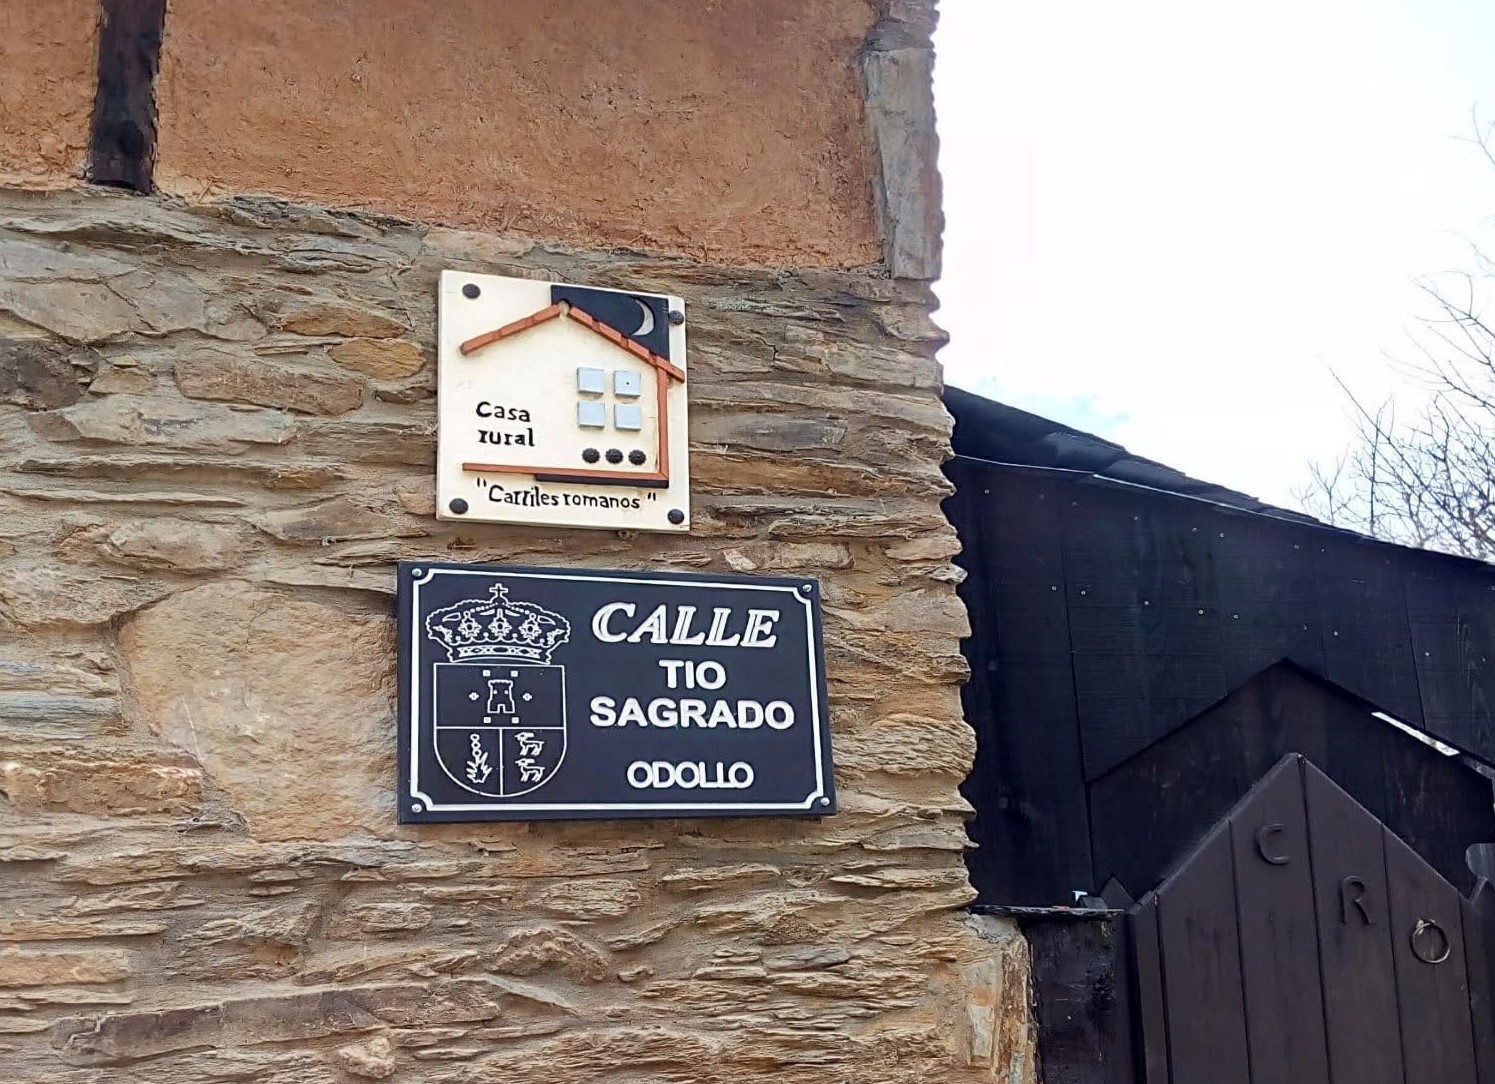 Casa
rural
"Carriles romanos"
CALLE
TIO
SAGRADO
ODOLLO
C R